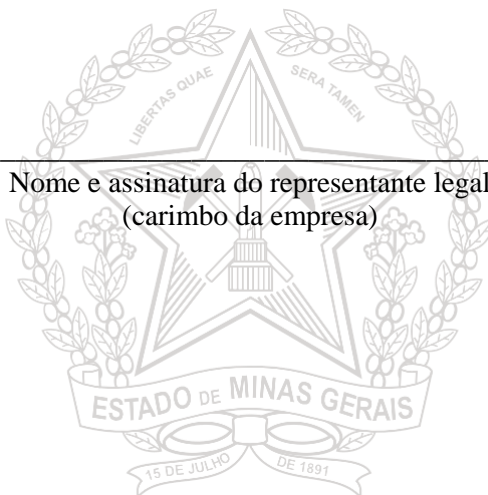 LIBERTAS QUAE SERA TAMEN
Nome e assinatura do representante legal
(carimbo da empresa)
ESTADO DE MINAS GERAIS
15 DE JULHO DE 1891